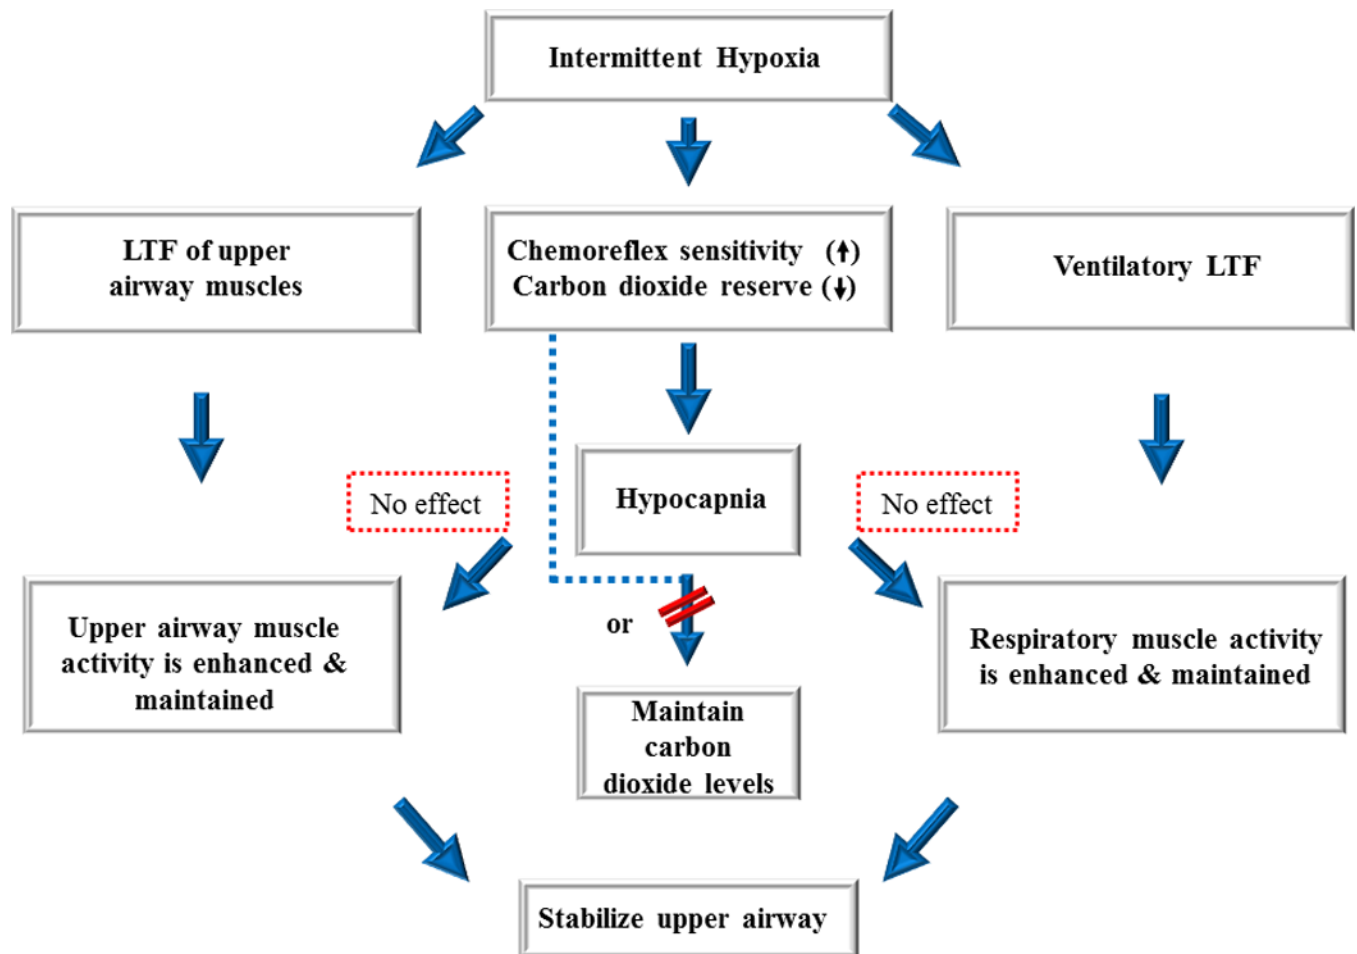 Intermittent Hypoxia
LTF of upper
airway muscles
Chemoreflex sensitivity (↑)
Carbon dioxide reserve (↓)
Ventilatory LTF
No effect
Hypocapnia
No effect
Upper airway muscle
activity is enhanced &
maintained
or
Respiratory muscle activity
is enhanced & maintained
Maintain
carbon
dioxide levels
Stabilize upper airway